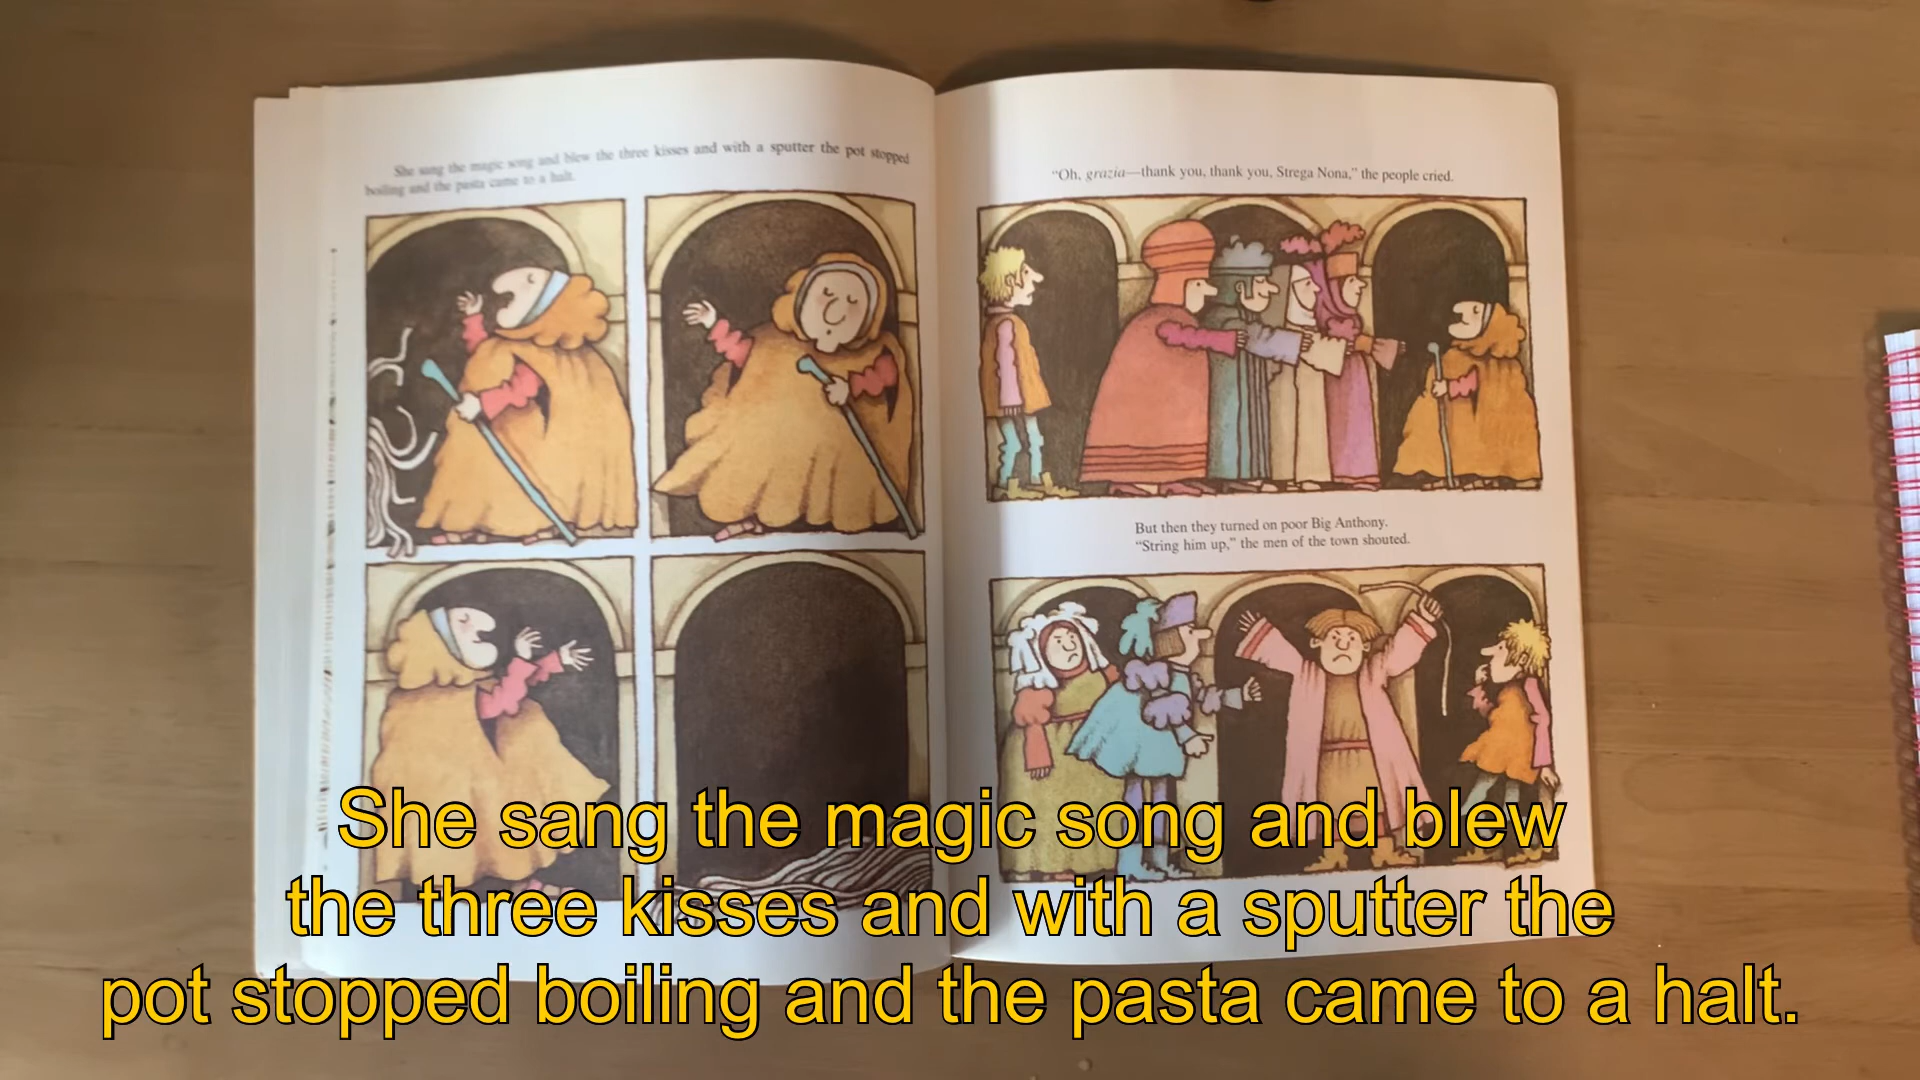 She sang the magic song and blew the three kisses and with a sputter the pot stopped
boiling and the pasta came to a halt.
"Oh, grazia—thank you, thank you, Strega Nona," the people cried.
But then they turned on poor Big Anthony.
"String him up," the men of the town shouted.
She sang the magic song and blew
the three kisses and with a sputter the
pot stopped boiling and the pasta came to a halt.